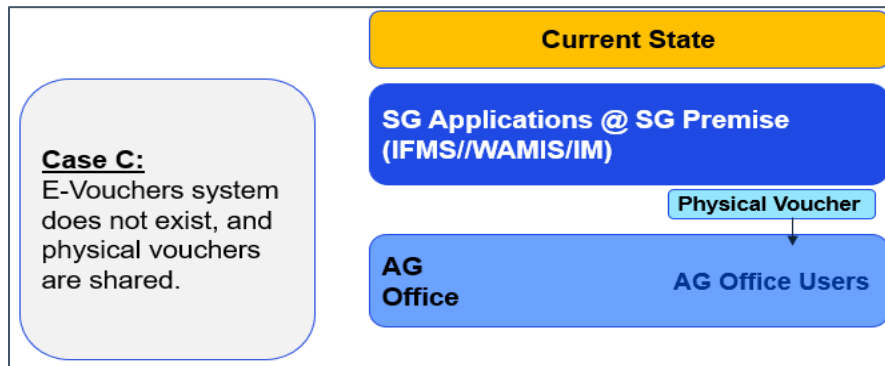 Current State
Case C:
E-Vouchers system
does not exist, and
physical vouchers
are shared.
SG Applications @ SG Premise
(IFMS//WAMIS/IM)
Physical Voucher
AG
Office
AG Office Users